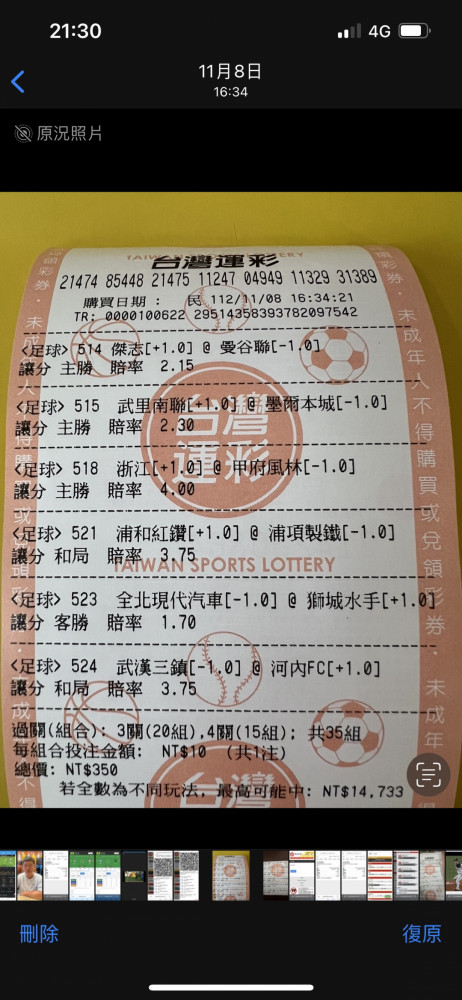 21:30
4G
11月8日
16:34
原況照片
台灣運彩
21474 85448 21475 11247 04949 11329 31389
購買日期： 民 112/11/08 16:34:21
TR: 0000100622 29514358393782097542
<足球> 514 傑志[+1.0] @ 曼谷聯[-1.0]
讓分 主勝 賠率 2.15
<足球> 515 武里南聯[+1.0] @ 墨爾本城[-1.0]
讓分 主勝 賠率 2.30
<足球> 518 浙江[+1.0] @ 甲府風林[-1.0]
讓分 主勝 賠率 4.00
<足球> 521 浦和紅鑽[+1.0] @ 浦項製鐵[-1.0]
讓分 和局 賠率 3.75
TAIWAN SPORTS LOTTERY
<足球> 523 全北現代汽車[-1.0] @ 獅城水手[+1.0]
讓分 客勝 賠率 1.70
<足球> 524 武漢三鎮[-1.0] @ 河內FC[+1.0]
讓分 和局 賠率 3.75
過關(組合): 3關(20組),4關(15組); 共35組
每組合投注金額: NT$10 (共1注)
總價: NT$350
若全數為不同玩法, 最高可能中: NT$14,733
台灣運彩
未成年人不得購買或兌領彩券．未成年
刪除
復原